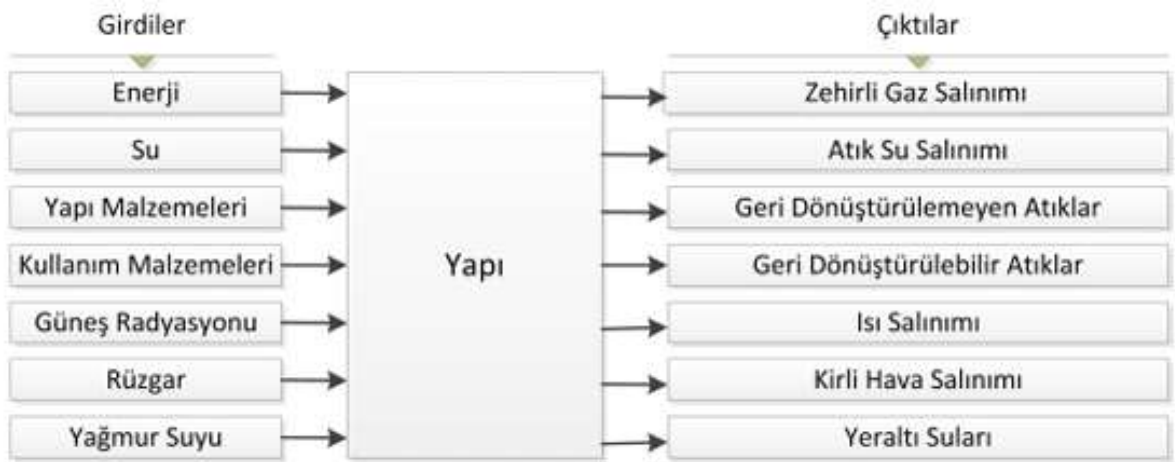 Girdiler
Enerji
Su
Yapı Malzemeleri
Kullanım Malzemeleri
Güneş Radyasyonu
Rüzgar
Yağmur Suyu
Yapı
Çıktılar
Zehirli Gaz Salınımı
Atık Su Salınımı
Geri Dönüştürülemeyen Atıklar
Geri Dönüştürülebilir Atıklar
Isı Salınımı
Kirli Hava Salınımı
Yeraltı Suları